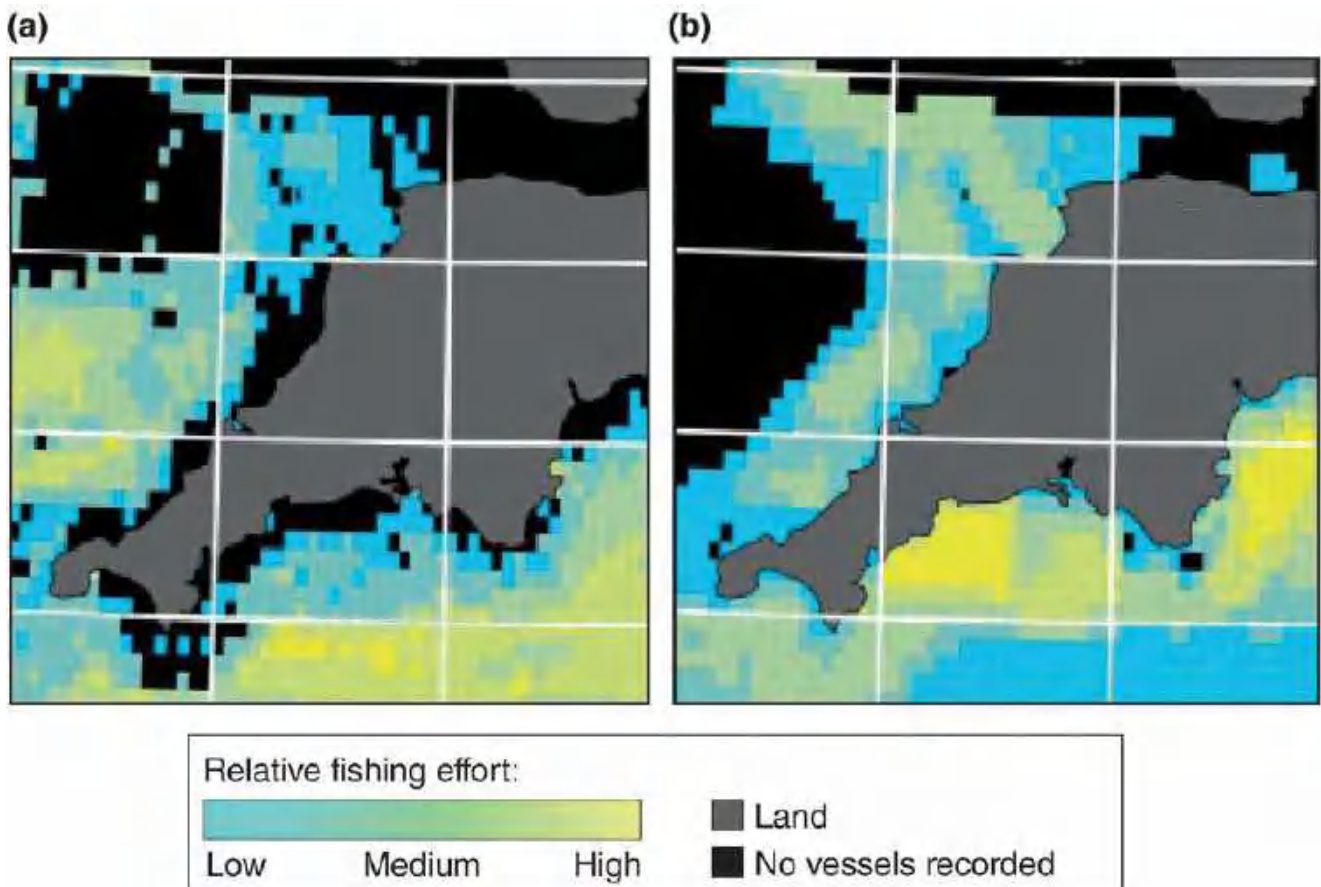 (a)
(b)
Relative fishing effort:
Low Medium High
Land
No vessels recorded